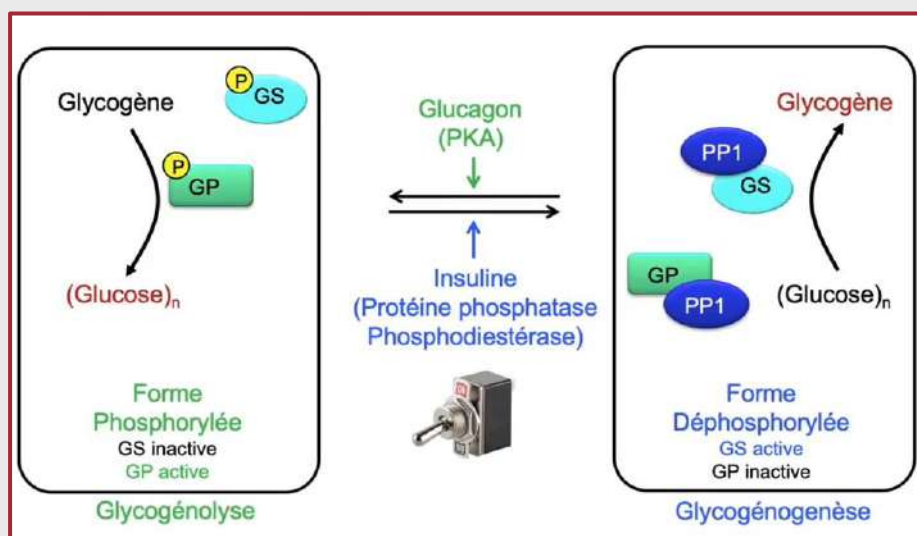 Glycogène
P
GS
P
GP
(Glucose)n
Forme
Phosphorylée
GS inactive
GP active
Glycogénolyse
Glucagon
(PKA)
Insuline
(Protéine phosphatase
Phosphodiestérase)
Glycogène
PP1
GS
GP
PP1
(Glucose)n
Forme
Déphosphorylée
GS active
GP inactive
Glycogénogenèse